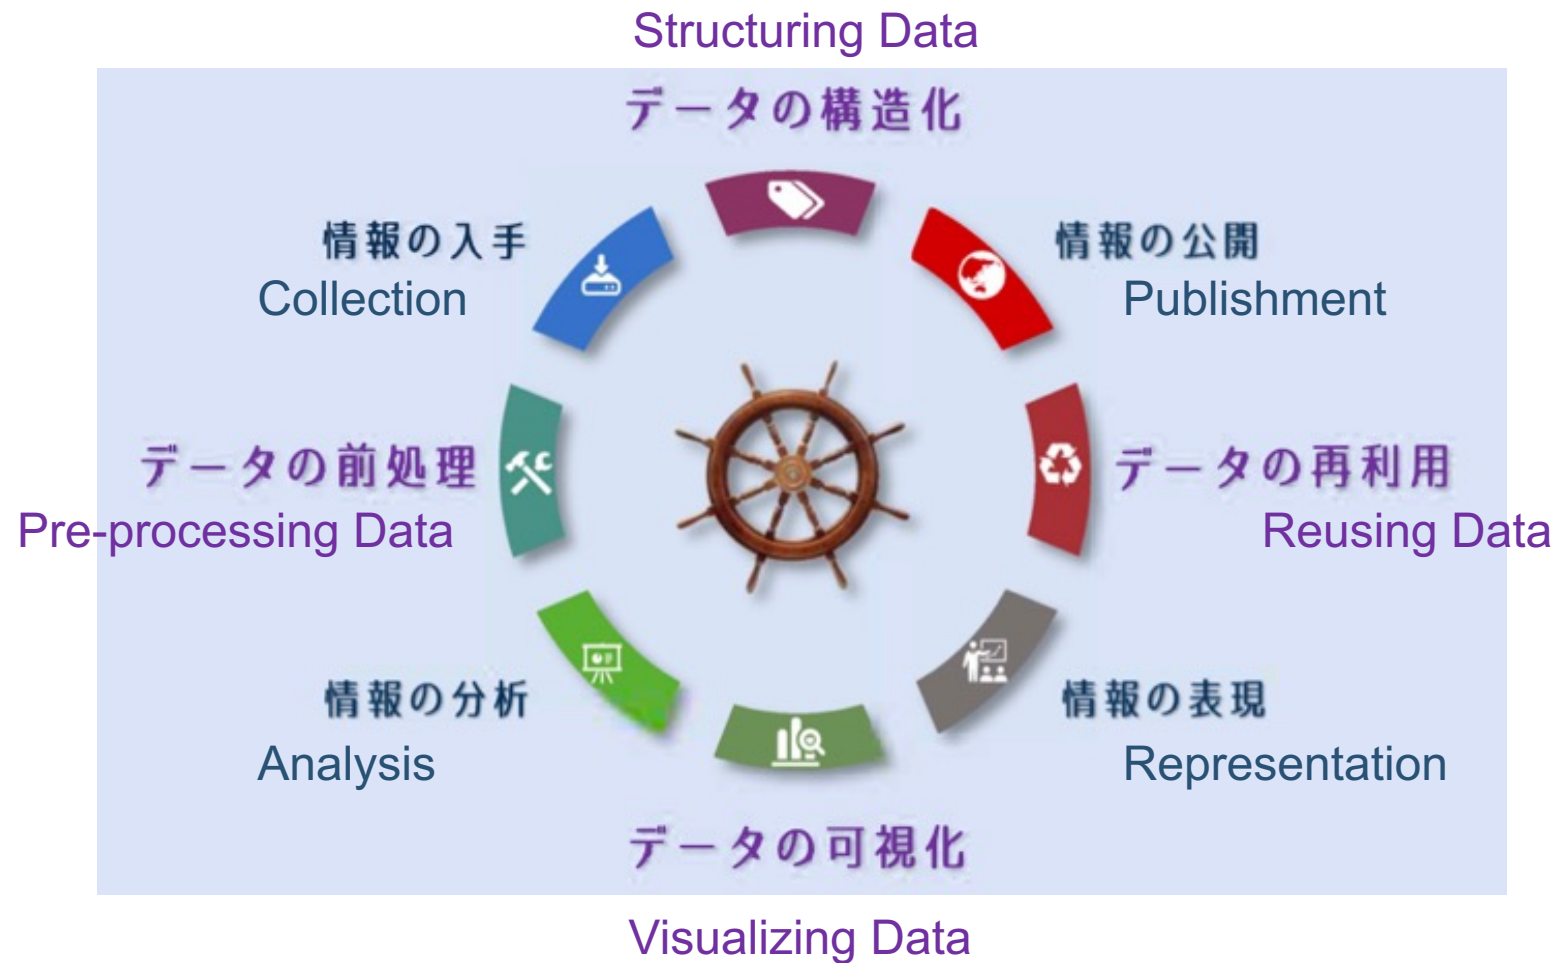 Structuring Data
データの構造化
情報の入手
Collection
情報の公開
Publishment
データの前処理
Pre-processing Data
データの再利用
Reusing Data
情報の分析
Analysis
情報の表現
Representation
データの可視化
Visualizing Data